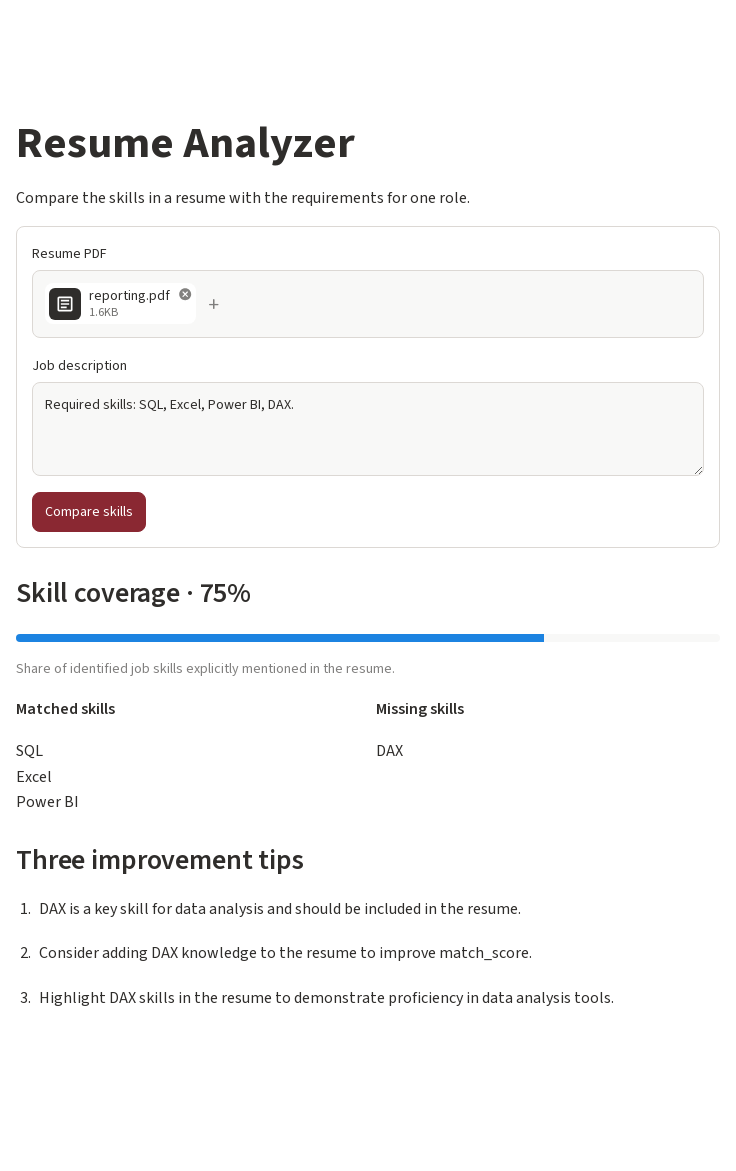 Resume Analyzer
Compare the skills in a resume with the requirements for one role.
Resume PDF
reporting.pdf
1.6KB
+
Job description
Required skills: SQL, Excel, Power BI, DAX.
Compare skills
Skill coverage · 75%
Share of identified job skills explicitly mentioned in the resume.
Matched skills
SQL
Excel
Power BI
Missing skills
DAX
Three improvement tips
1. DAX is a key skill for data analysis and should be included in the resume.
2. Consider adding DAX knowledge to the resume to improve match_score.
3. Highlight DAX skills in the resume to demonstrate proficiency in data analysis tools.